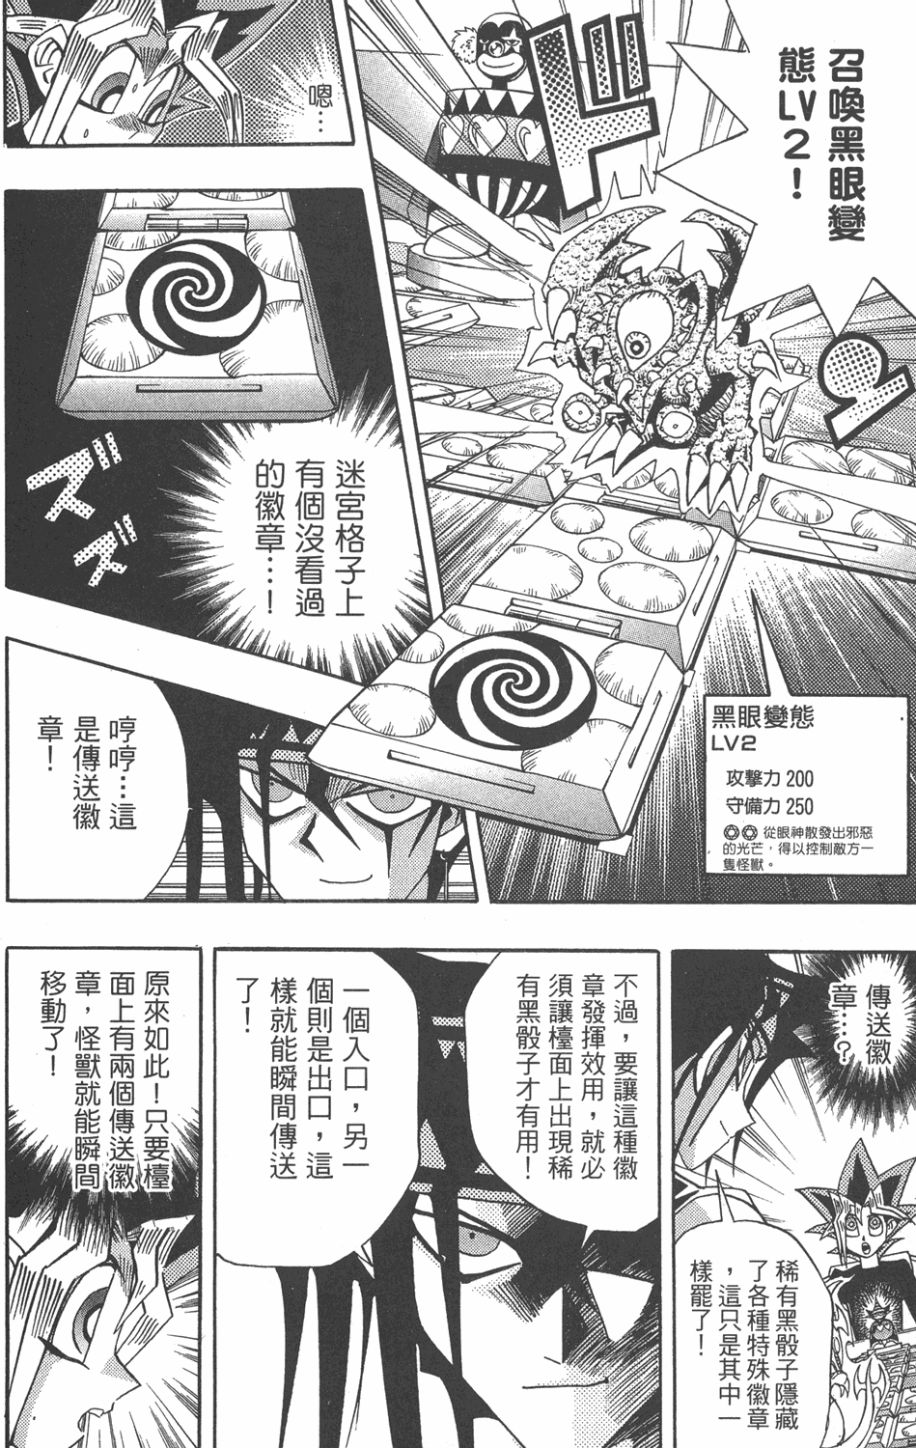 召喚黑眼變
態LV2！
ド
ン
黑眼變態
LV2
攻擊力 200
守備力 250
從眼神散發出邪惡
的光芒，得以控制敵方一
隻怪獸。
嗯…
迷宮格子上
有個沒看過
的徽章…！
ズ
ズ
哼哼…這
是傳送徽
章！
傳送徽
章…？
稀有黑骰子隱藏
了各種特殊徽章
，這只是其中一
樣罷了！
不過，要讓這種徽
章發揮效用，就必
須讓檯面上出現稀
有黑骰子才有用！
一個入口，另一
個則是出口，這
樣就能瞬間傳送
了！
原來如此！只要檯
面上有兩個傳送徽
章，怪獸就能瞬間
移動了！